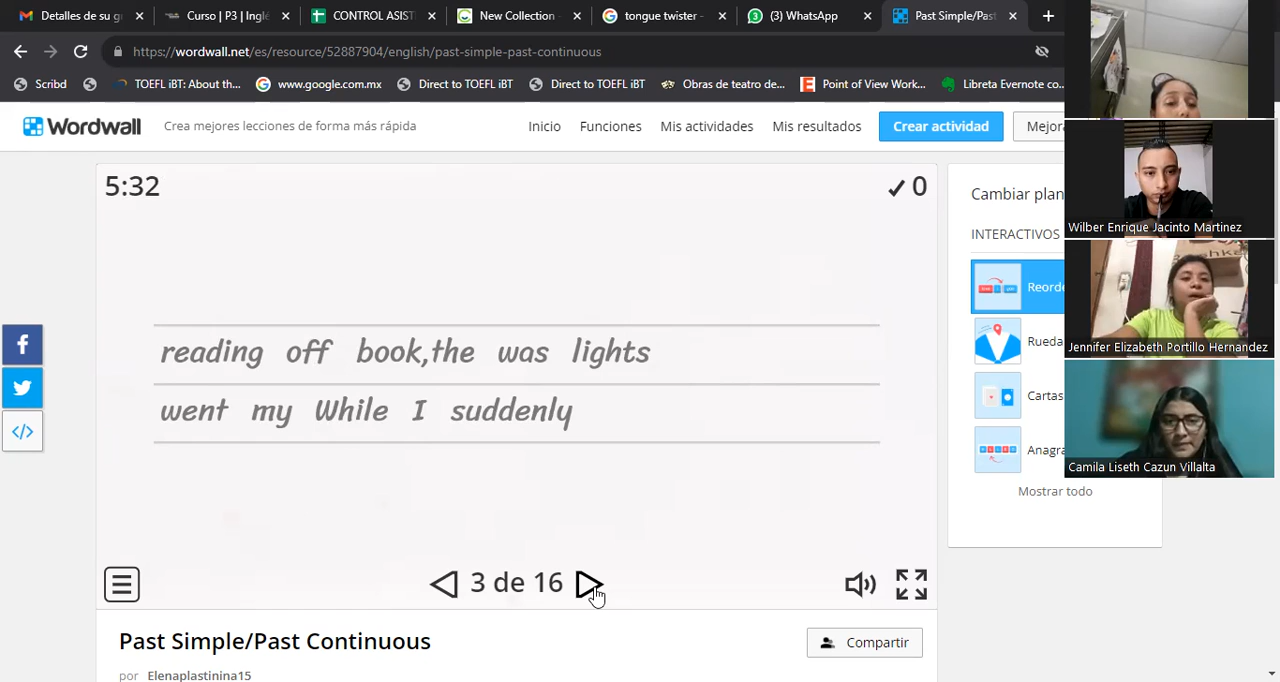 Detalles de su g
Curso | P3 | Inglé
CONTROL ASIST
New Collection -
tongue twister -
(3) WhatsApp
Past Simple/Past
https://wordwall.net/es/resource/52887904/english/past-simple-past-continuous
Scribd
TOEFL iBT: About th...
www.google.com.mx
Direct to TOEFL iBT
Direct to TOEFL iBT
Obras de teatro de...
Point of View Work...
Libreta Evernote co...
Wordwall
Crea mejores lecciones de forma más rápida
Inicio
Funciones
Mis actividades
Mis resultados
Crear actividad
Mejora
5:32
0
reading off book,the was lights
went my While I suddenly
3 de 16
Cambiar plan
INTERACTIVOS
Reorde
Rueda
Cartas
Anagra
Mostrar todo
Past Simple/Past Continuous
Compartir
por Elenaplastinina15
Wilber Enrique Jacinto Martinez
Jennifer Elizabeth Portillo Hernandez
Camila Liseth Cazun Villalta